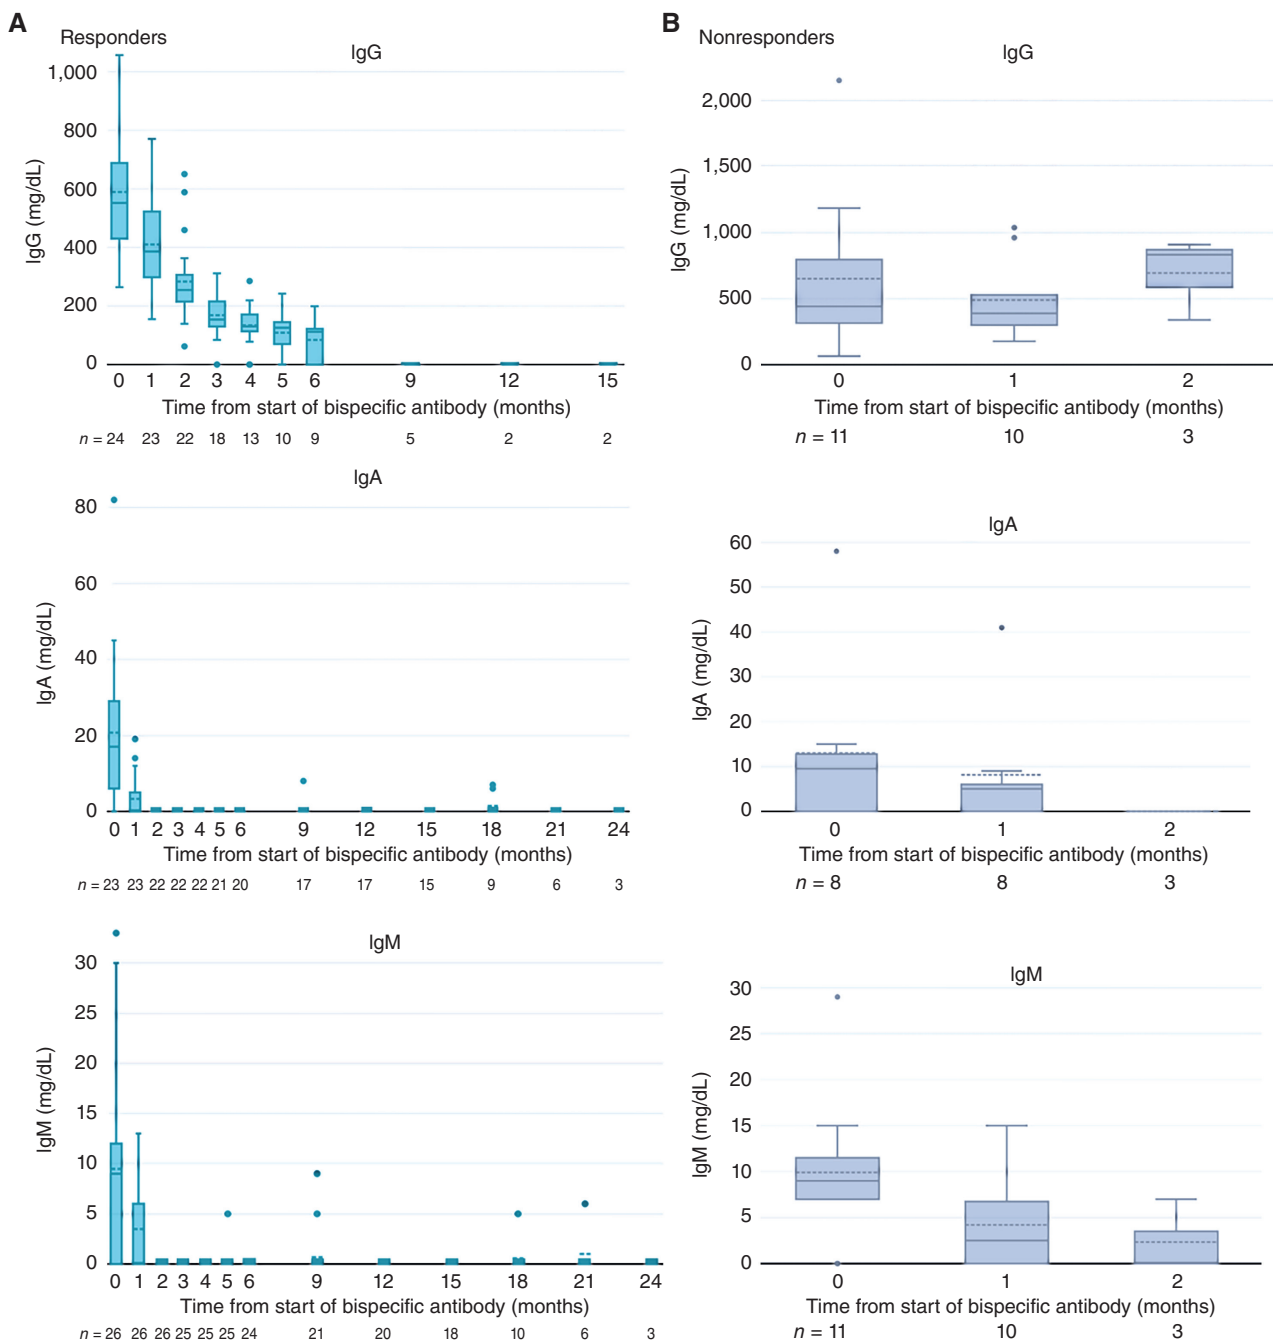 A
Responders
IgG
IgG (mg/dL)
1,000
800
600
400
200
0
0 1 2 3 4 5 6 9 12 15
Time from start of bispecific antibody (months)
n = 24 23 22 18 13 10 9 5 2 2
IgA
IgA (mg/dL)
80
60
40
20
0
0 1 2 3 4 5 6 9 12 15 18 21 24
Time from start of bispecific antibody (months)
n = 23 23 22 22 22 21 20 17 17 15 9 6 3
IgM
IgM (mg/dL)
30
25
20
15
10
5
0
0 1 2 3 4 5 6 9 12 15 18 21 24
Time from start of bispecific antibody (months)
n = 26 26 26 25 25 25 24 21 20 18 10 6 3
B
Nonresponders
IgG
IgG (mg/dL)
2,000
1,500
1,000
500
0
0 1 2
Time from start of bispecific antibody (months)
n = 11 10 3
IgA
IgA (mg/dL)
60
50
40
30
20
10
0
0 1 2
Time from start of bispecific antibody (months)
n = 8 8 3
IgM
IgM (mg/dL)
30
25
20
15
10
5
0
0 1 2
Time from start of bispecific antibody (months)
n = 11 10 3